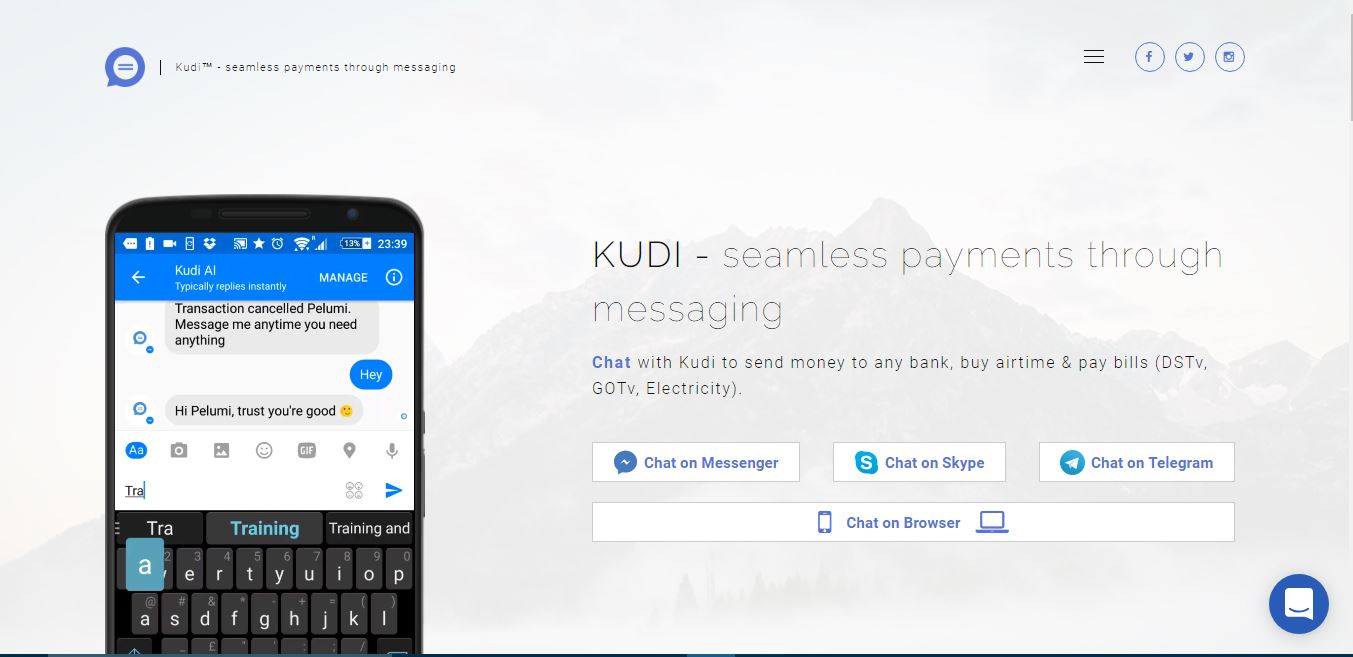 Kudi™ - seamless payments through messaging
13%
23:39
Kudi AI
Typically replies instantly
MANAGE
Transaction cancelled Pelumi.
Message me anytime you need
anything
Hey
Hi Pelumi, trust you're good 🙂
Aa
GIF
Tra
Tra Training Training and
a
2 3 4 5 6 7 8 9 0
e r t y u i o p
@ # & * - + = ( )
a s d f g h j k l
KUDI - seamless payments through
messaging
Chat with Kudi to send money to any bank, buy airtime & pay bills (DSTv,
GOTv, Electricity).
Chat on Messenger
Chat on Skype
Chat on Telegram
Chat on Browser